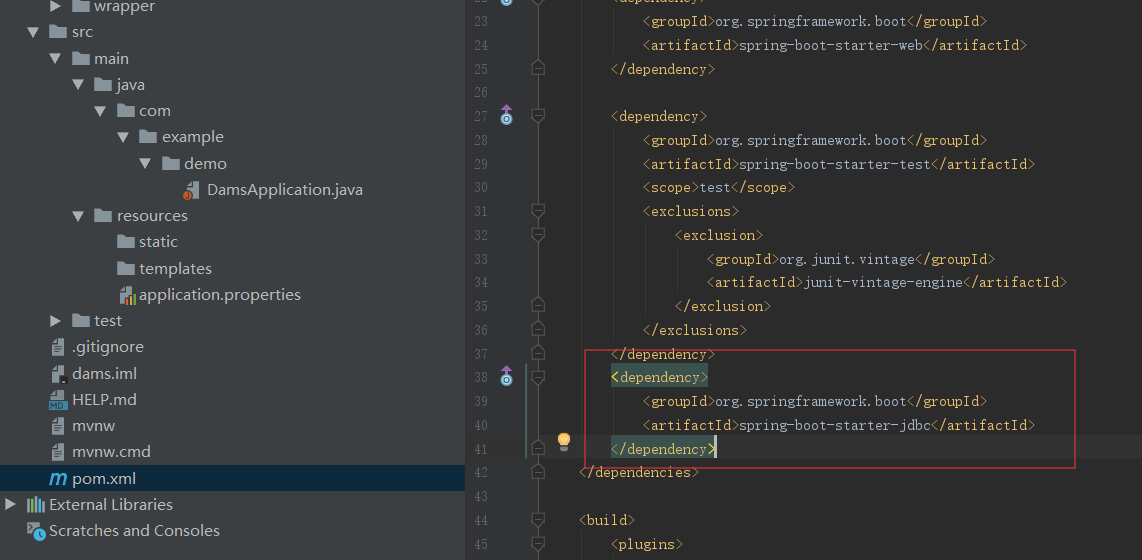 wrapper
src
main
java
com
example
demo
DamsApplication.java
resources
static
templates
application.properties
test
.gitignore
dams.iml
HELP.md
mvnw
mvnw.cmd
pom.xml
External Libraries
Scratches and Consoles
22 <dependency>
23 <groupId>org.springframework.boot</groupId>
24 <artifactId>spring-boot-starter-web</artifactId>
25 </dependency>
26
27 <dependency>
28 <groupId>org.springframework.boot</groupId>
29 <artifactId>spring-boot-starter-test</artifactId>
30 <scope>test</scope>
31 <exclusions>
32 <exclusion>
33 <groupId>org.junit.vintage</groupId>
34 <artifactId>junit-vintage-engine</artifactId>
35 </exclusion>
36 </exclusions>
37 </dependency>
38 <dependency>
39 <groupId>org.springframework.boot</groupId>
40 <artifactId>spring-boot-starter-jdbc</artifactId>
41 </dependency>
42 </dependencies>
43
44 <build>
45 <plugins>